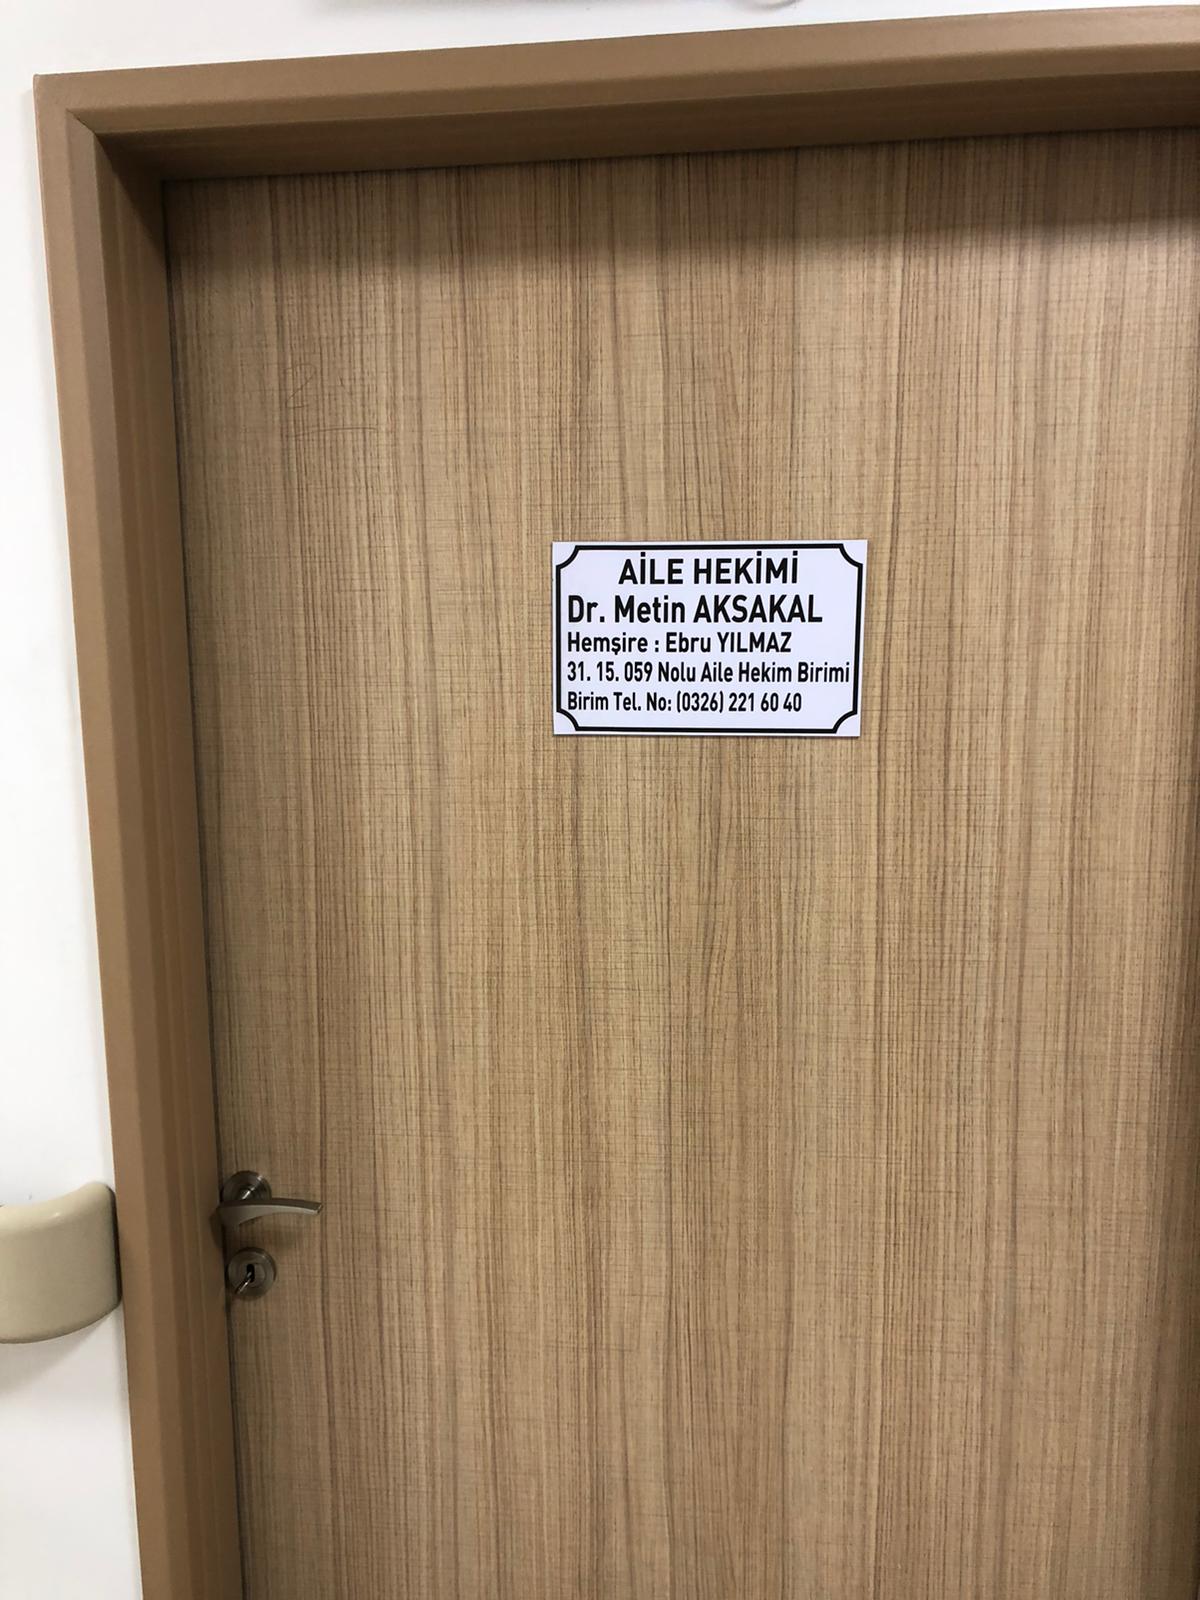 AİLE HEKİMİ
Dr. Metin AKSAKAL
Hemşire : Ebru YILMAZ
31. 15. 059 Nolu Aile Hekim Birimi
Birim Tel. No: (0326) 221 60 40